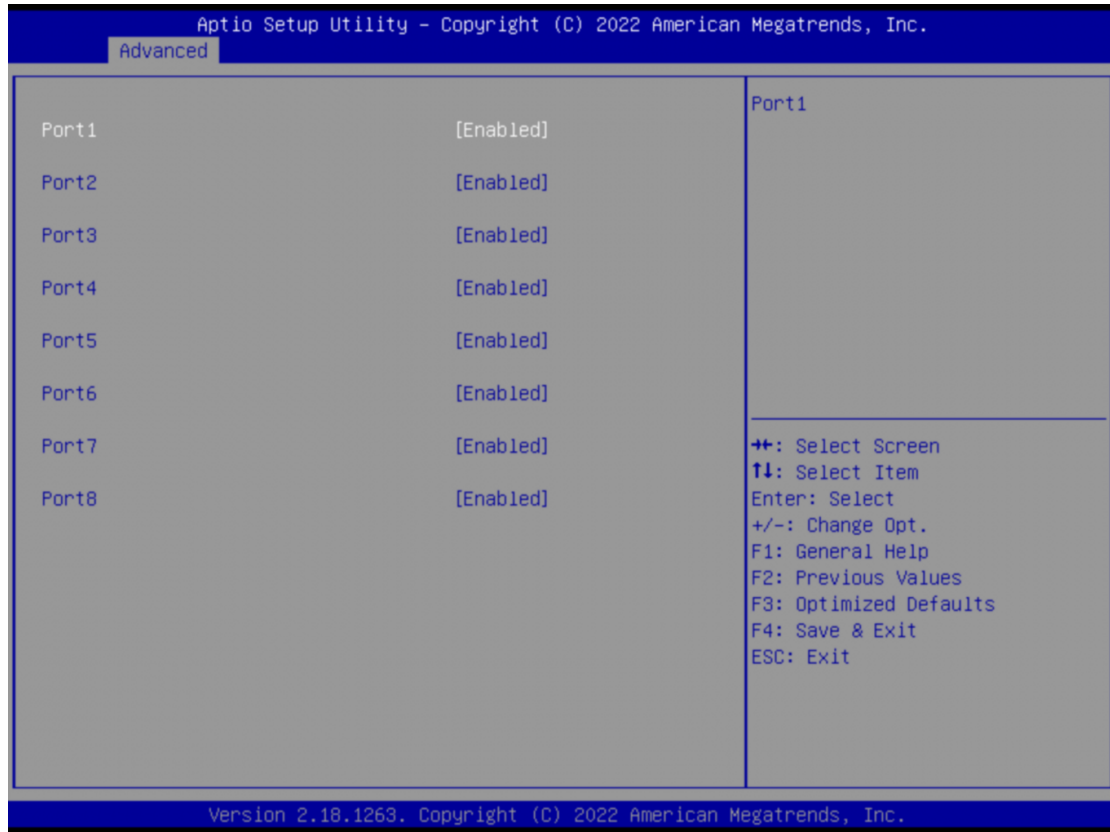 Aptio Setup Utility – Copyright (C) 2022 American Megatrends, Inc.
Advanced
Port1 [Enabled]
Port2 [Enabled]
Port3 [Enabled]
Port4 [Enabled]
Port5 [Enabled]
Port6 [Enabled]
Port7 [Enabled]
Port8 [Enabled]
Port1
→←: Select Screen
↑↓: Select Item
Enter: Select
+/-: Change Opt.
F1: General Help
F2: Previous Values
F3: Optimized Defaults
F4: Save & Exit
ESC: Exit
Version 2.18.1263. Copyright (C) 2022 American Megatrends, Inc.